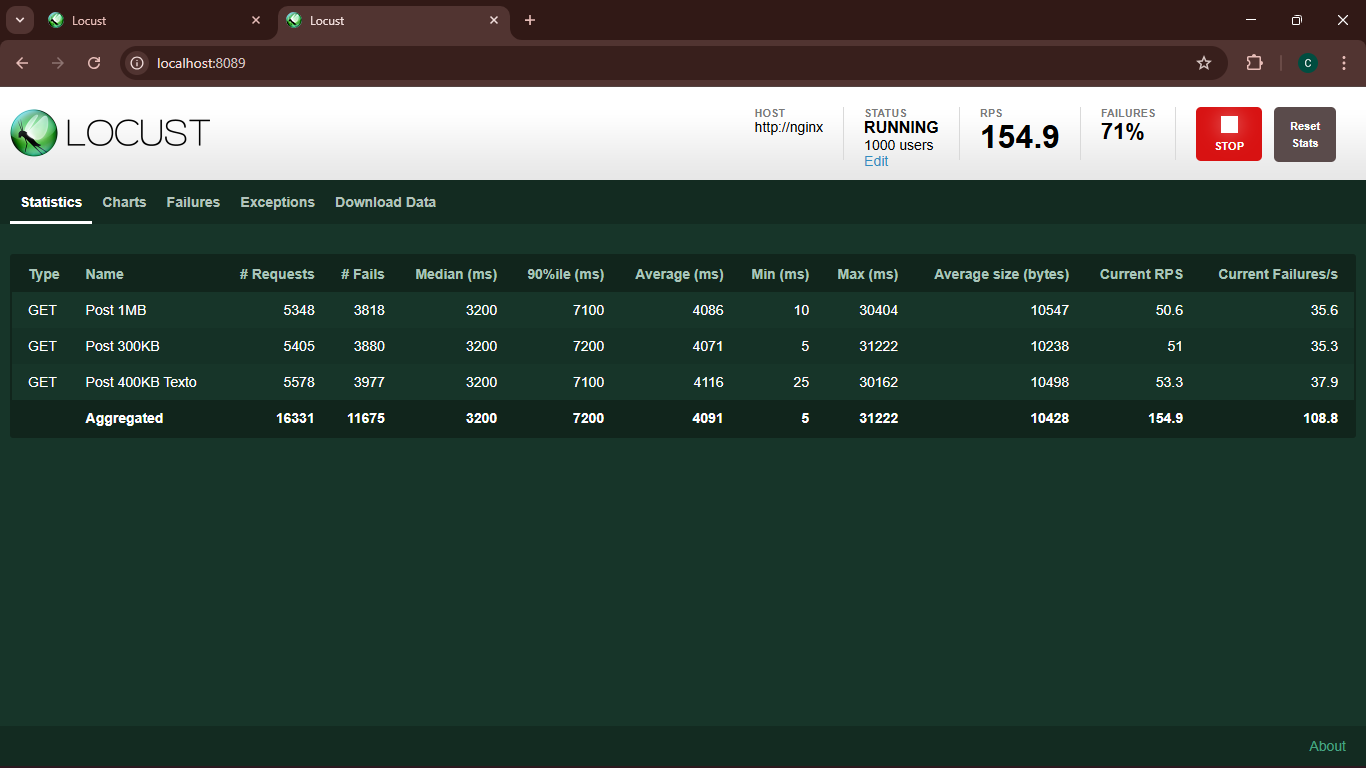 Locust
Locust
localhost:8089
C
LOCUST
HOST
http://nginx
STATUS
RUNNING
1000 users
Edit
RPS
154.9
FAILURES
71%
STOP
Reset
Stats
Statistics Charts Failures Exceptions Download Data
Type Name # Requests # Fails Median (ms) 90%ile (ms) Average (ms) Min (ms) Max (ms) Average size (bytes) Current RPS Current Failures/s
GET Post 1MB 5348 3818 3200 7100 4086 10 30404 10547 50.6 35.6
GET Post 300KB 5405 3880 3200 7200 4071 5 31222 10238 51 35.3
GET Post 400KB Texto 5578 3977 3200 7100 4116 25 30162 10498 53.3 37.9
Aggregated 16331 11675 3200 7200 4091 5 31222 10428 154.9 108.8
About